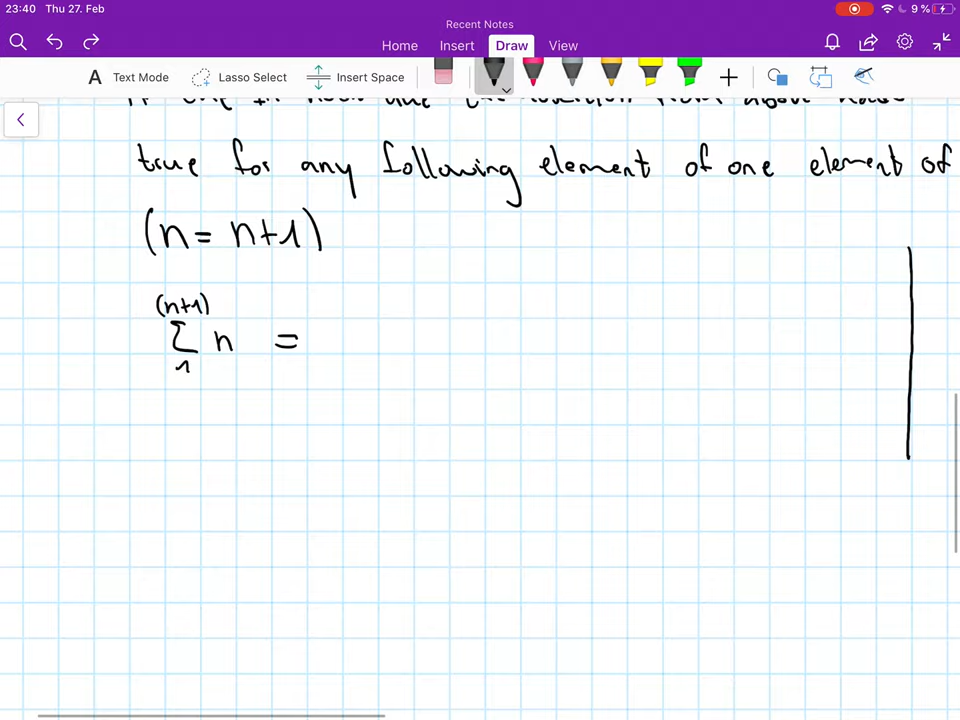 23:40 Thu 27. Feb
9 %
Recent Notes
Home Insert Draw View
Text Mode Lasso Select Insert Space
true for any following element of one element of
(n = n+1)
(n+1)
Σ n =
1